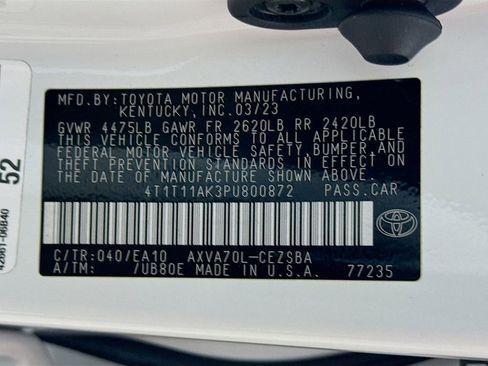 MFD.BY:TOYOTA MOTOR MANUFACTURING,
KENTUCKY, INC.03/23
GVWR 4475LB GAWR FR 2620LB RR 2420LB
THIS VEHICLE CONFORMS TO ALL APPLICABLE
FEDERAL MOTOR VEHICLE SAFETY, BUMPER, AND
THEFT PREVENTION STANDARDS IN EFFECT ON
THE DATE OF MANUFACTURE SHOWN ABOVE.
4T1T11AK3PU800872 PASS.CAR
C/TR:040/EA10 AXVA70L-CEZSBA
A/TM: /UB80E MADE IN U.S.A. 77235
52
42661-06B40